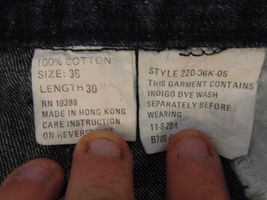 100% COTTON
SIZE: 36
LENGTH 30"
RN 19389
MADE IN HONG KONG
CARE INSTRUCTION
ON REVERSE
STYLE 220-36K-05
THIS GARMENT CONTAINS
INDIGO DYE WASH
SEPARATELY BEFORE
WEARING